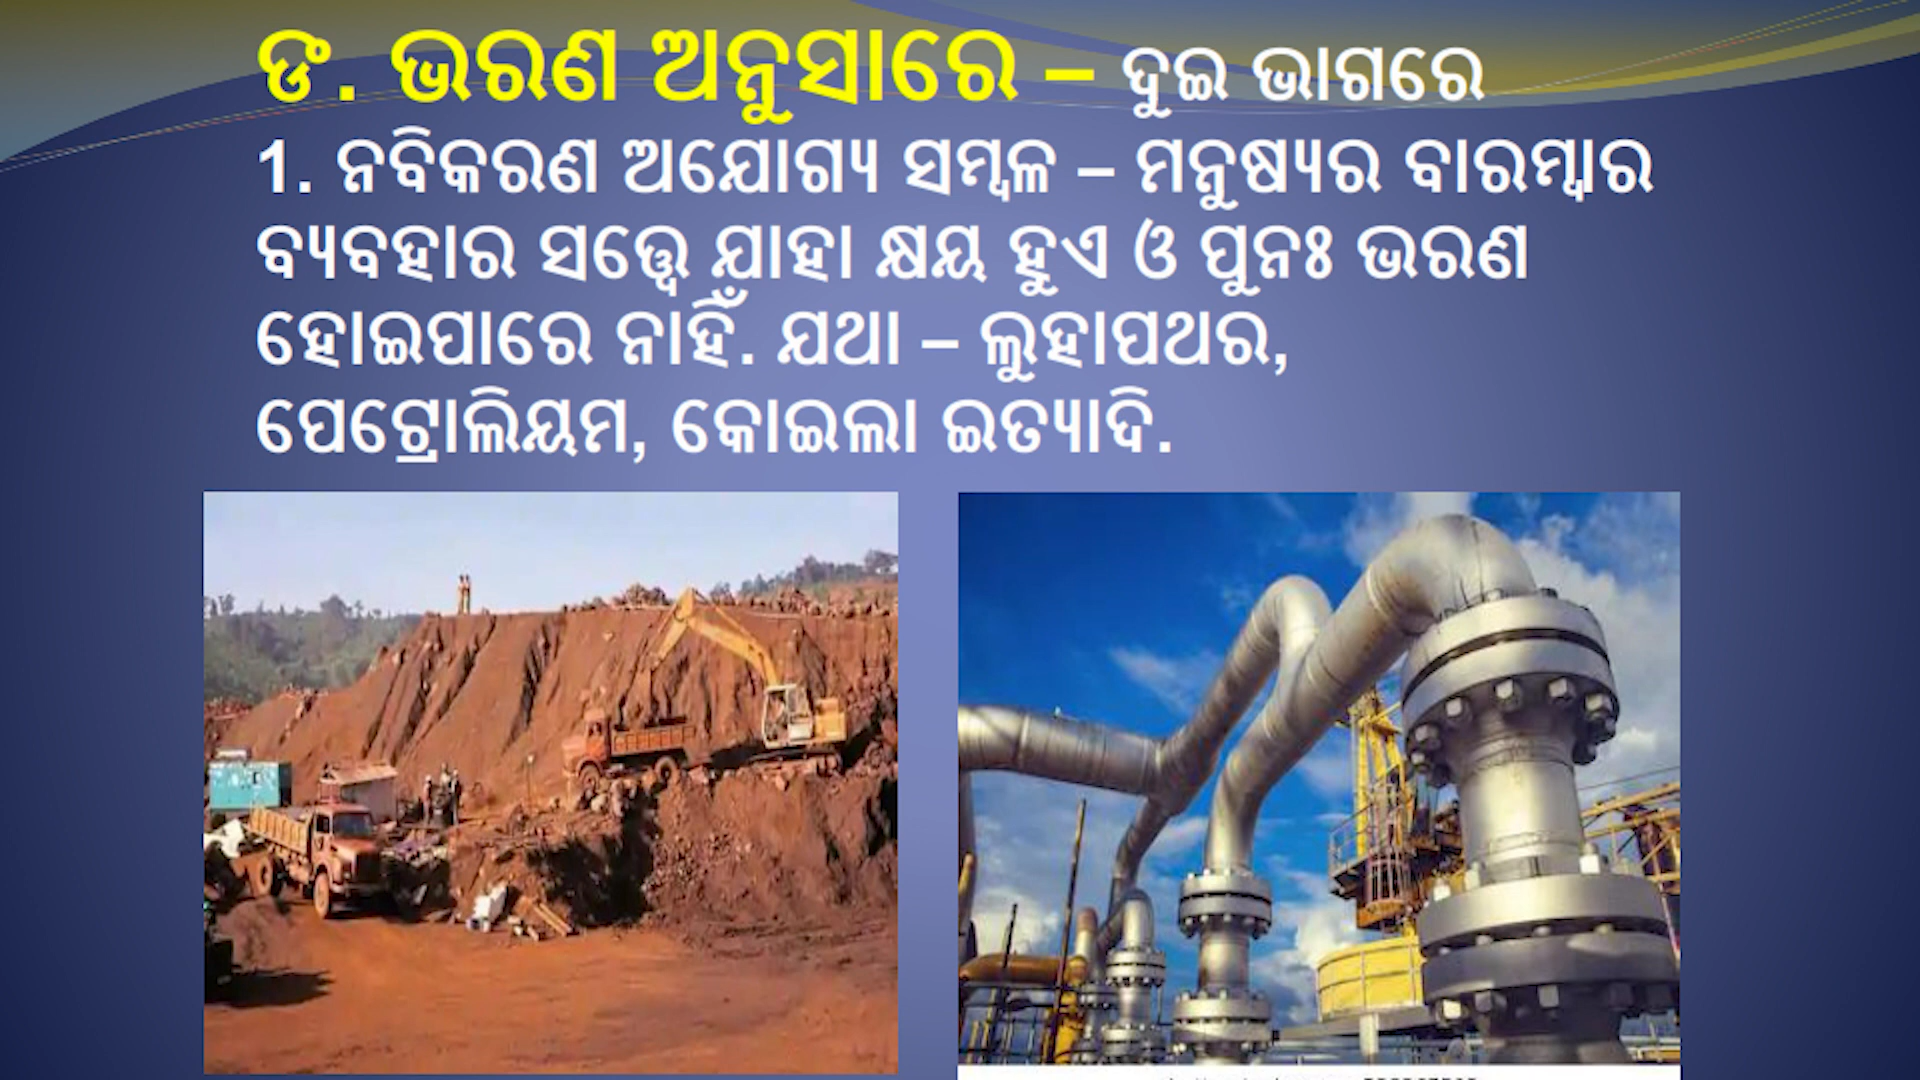 ଙ. ଭରଣ ଅନୁସାରେ – ଦୁଇ ଭାଗରେ
1. ନବିକରଣ ଅଯୋଗ୍ୟ ସମ୍ବଳ – ମନୁଷ୍ୟର ବାରମ୍ବାର
ବ୍ୟବହାର ସତ୍ତ୍ୱେ ଯାହା କ୍ଷୟ ହୁଏ ଓ ପୁନଃ ଭରଣ
ହୋଇପାରେ ନାହିଁ. ଯଥା – ଲୁହାପଥର,
ପେଟ୍ରୋଲିୟମ, କୋଇଲା ଇତ୍ୟାଦି.